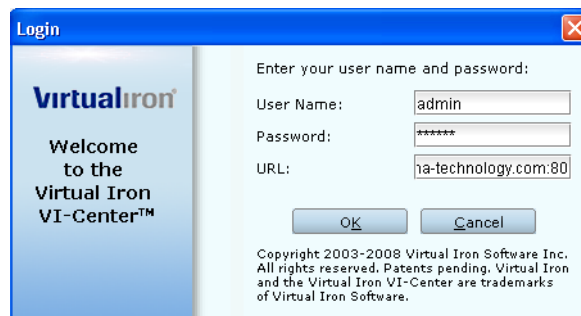 Login
Enter your user name and password:
Virtualiron
User Name:
admin
Password:
******
URL:
na-technology.com:80
Welcome
to the
Virtual Iron
VI-Center™
OK
Cancel
Copyright 2003-2008 Virtual Iron Software Inc.
All rights reserved. Patents pending. Virtual Iron
and the Virtual Iron VI-Center are trademarks
of Virtual Iron Software.